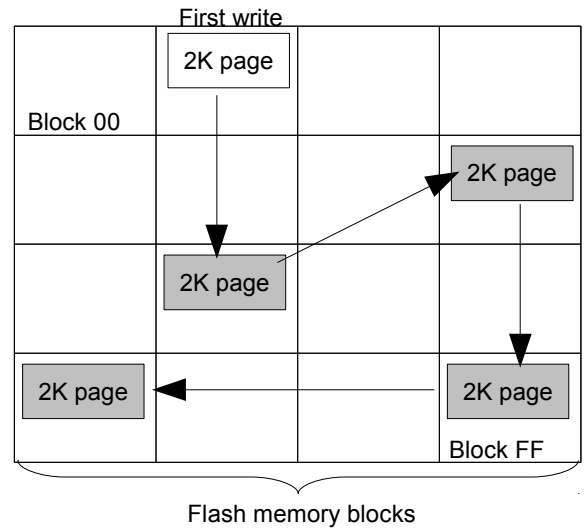 First write
2K page
Block 00
2K page
2K page
2K page
2K page
Block FF
Flash memory blocks